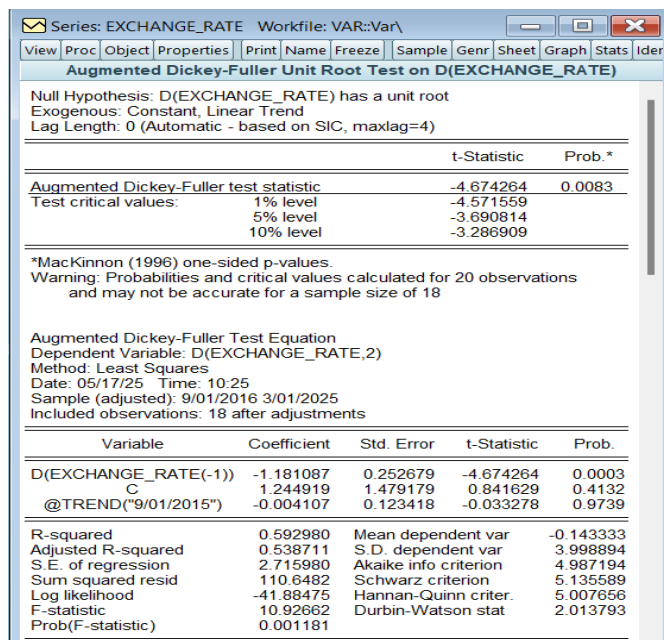 Series: EXCHANGE_RATE Workfile: VAR::Var\
View Proc Object Properties Print Name Freeze Sample Genr Sheet Graph Stats Iden
Augmented Dickey-Fuller Unit Root Test on D(EXCHANGE_RATE)
Null Hypothesis: D(EXCHANGE_RATE) has a unit root
Exogenous: Constant, Linear Trend
Lag Length: 0 (Automatic - based on SIC, maxlag=4)
t-Statistic Prob.*
Augmented Dickey-Fuller test statistic -4.674264 0.0083
Test critical values: 1% level -4.571559
5% level -3.690814
10% level -3.286909
*MacKinnon (1996) one-sided p-values.
Warning: Probabilities and critical values calculated for 20 observations
and may not be accurate for a sample size of 18
Augmented Dickey-Fuller Test Equation
Dependent Variable: D(EXCHANGE_RATE,2)
Method: Least Squares
Date: 05/17/25 Time: 10:25
Sample (adjusted): 9/01/2016 3/01/2025
Included observations: 18 after adjustments
Variable Coefficient Std. Error t-Statistic Prob.
D(EXCHANGE_RATE(-1)) -1.181087 0.252679 -4.674264 0.0003
C 1.244919 1.479179 0.841629 0.4132
@TREND("9/01/2015") -0.004107 0.123418 -0.033278 0.9739
R-squared 0.592980 Mean dependent var -0.143333
Adjusted R-squared 0.538711 S.D. dependent var 3.998894
S.E. of regression 2.715980 Akaike info criterion 4.987194
Sum squared resid 110.6482 Schwarz criterion 5.135589
Log likelihood -41.88475 Hannan-Quinn criter. 5.007656
F-statistic 10.92662 Durbin-Watson stat 2.013793
Prob(F-statistic) 0.001181